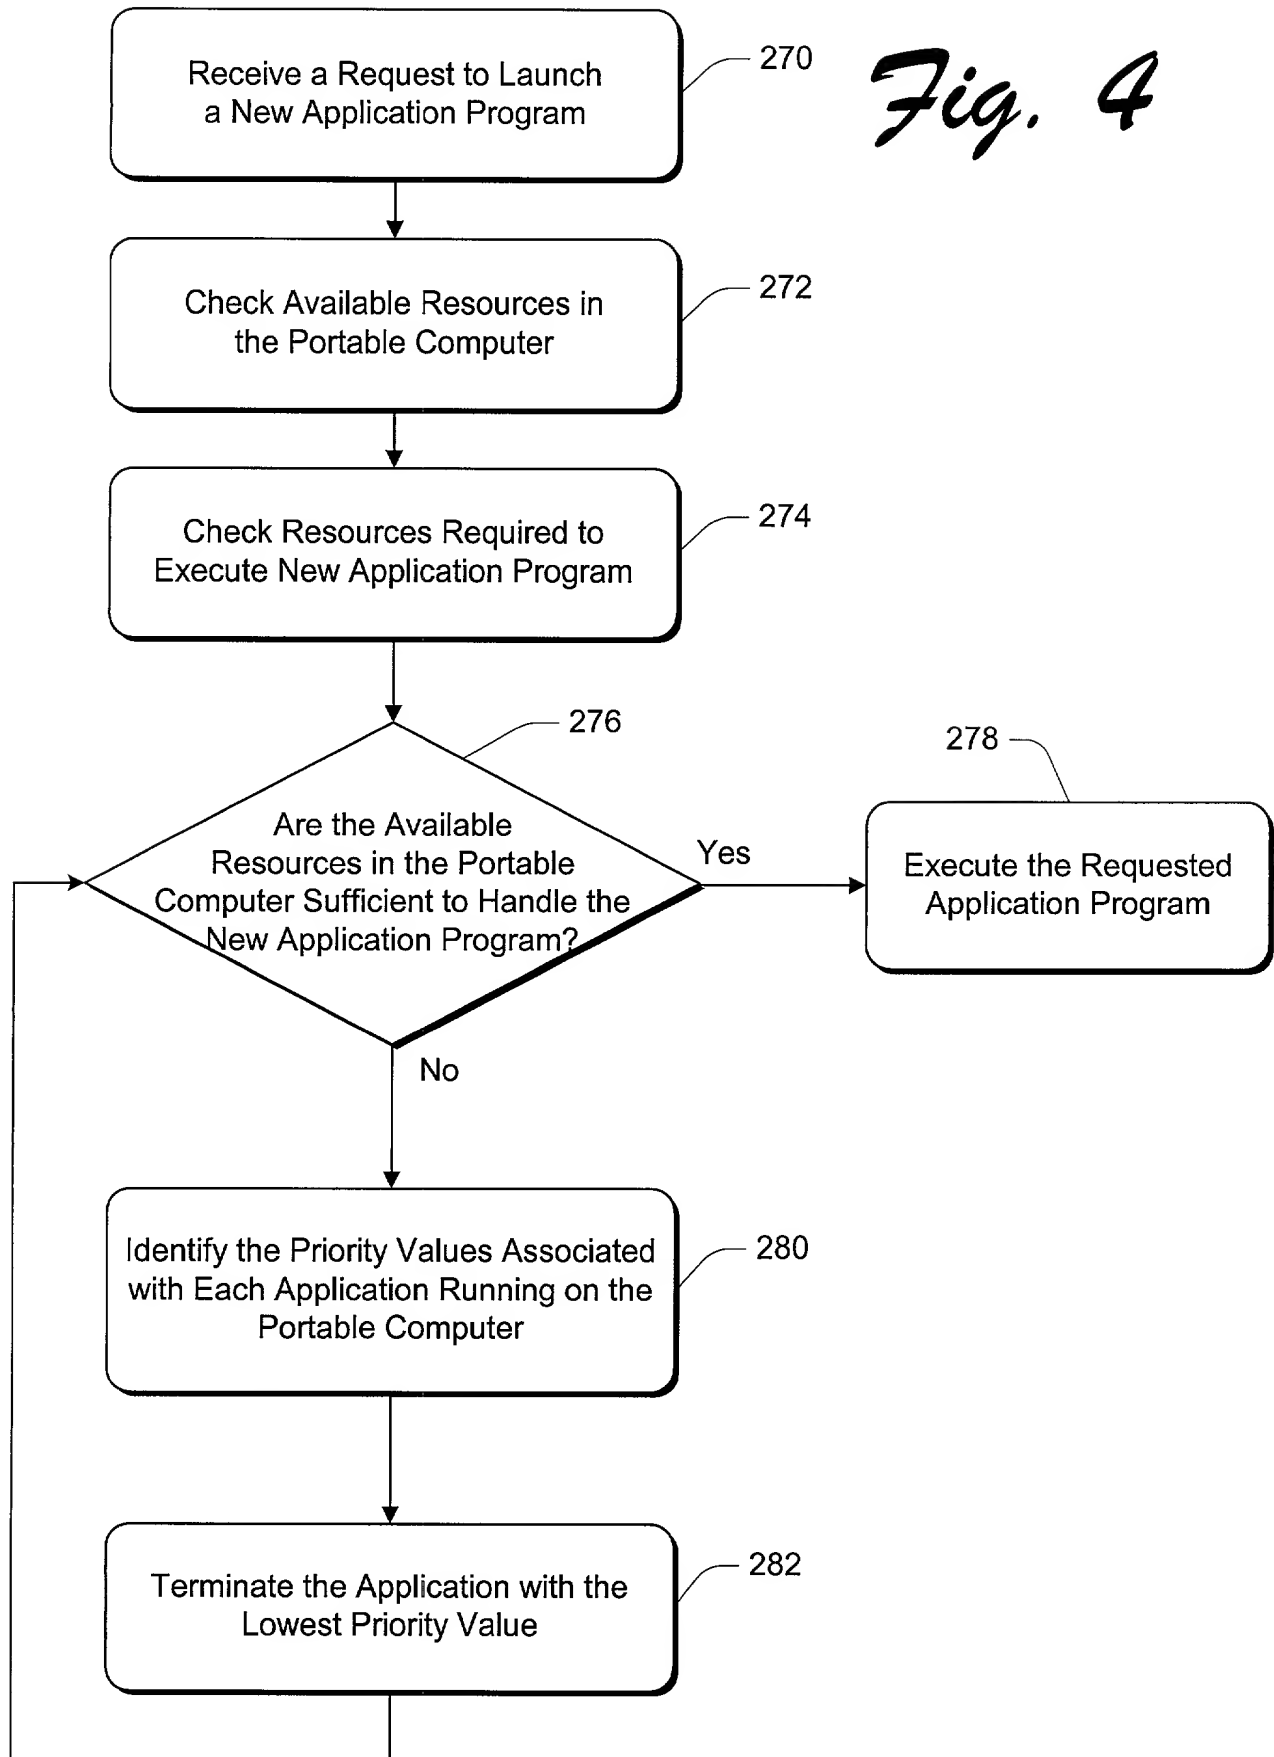 Fig. 4
Receive a Request to Launch
a New Application Program
270
Check Available Resources in
the Portable Computer
272
Check Resources Required to
Execute New Application Program
274
276
Are the Available
Resources in the Portable
Computer Sufficient to Handle the
New Application Program?
Yes
278
Execute the Requested
Application Program
No
Identify the Priority Values Associated
with Each Application Running on the
Portable Computer
280
Terminate the Application with the
Lowest Priority Value
282